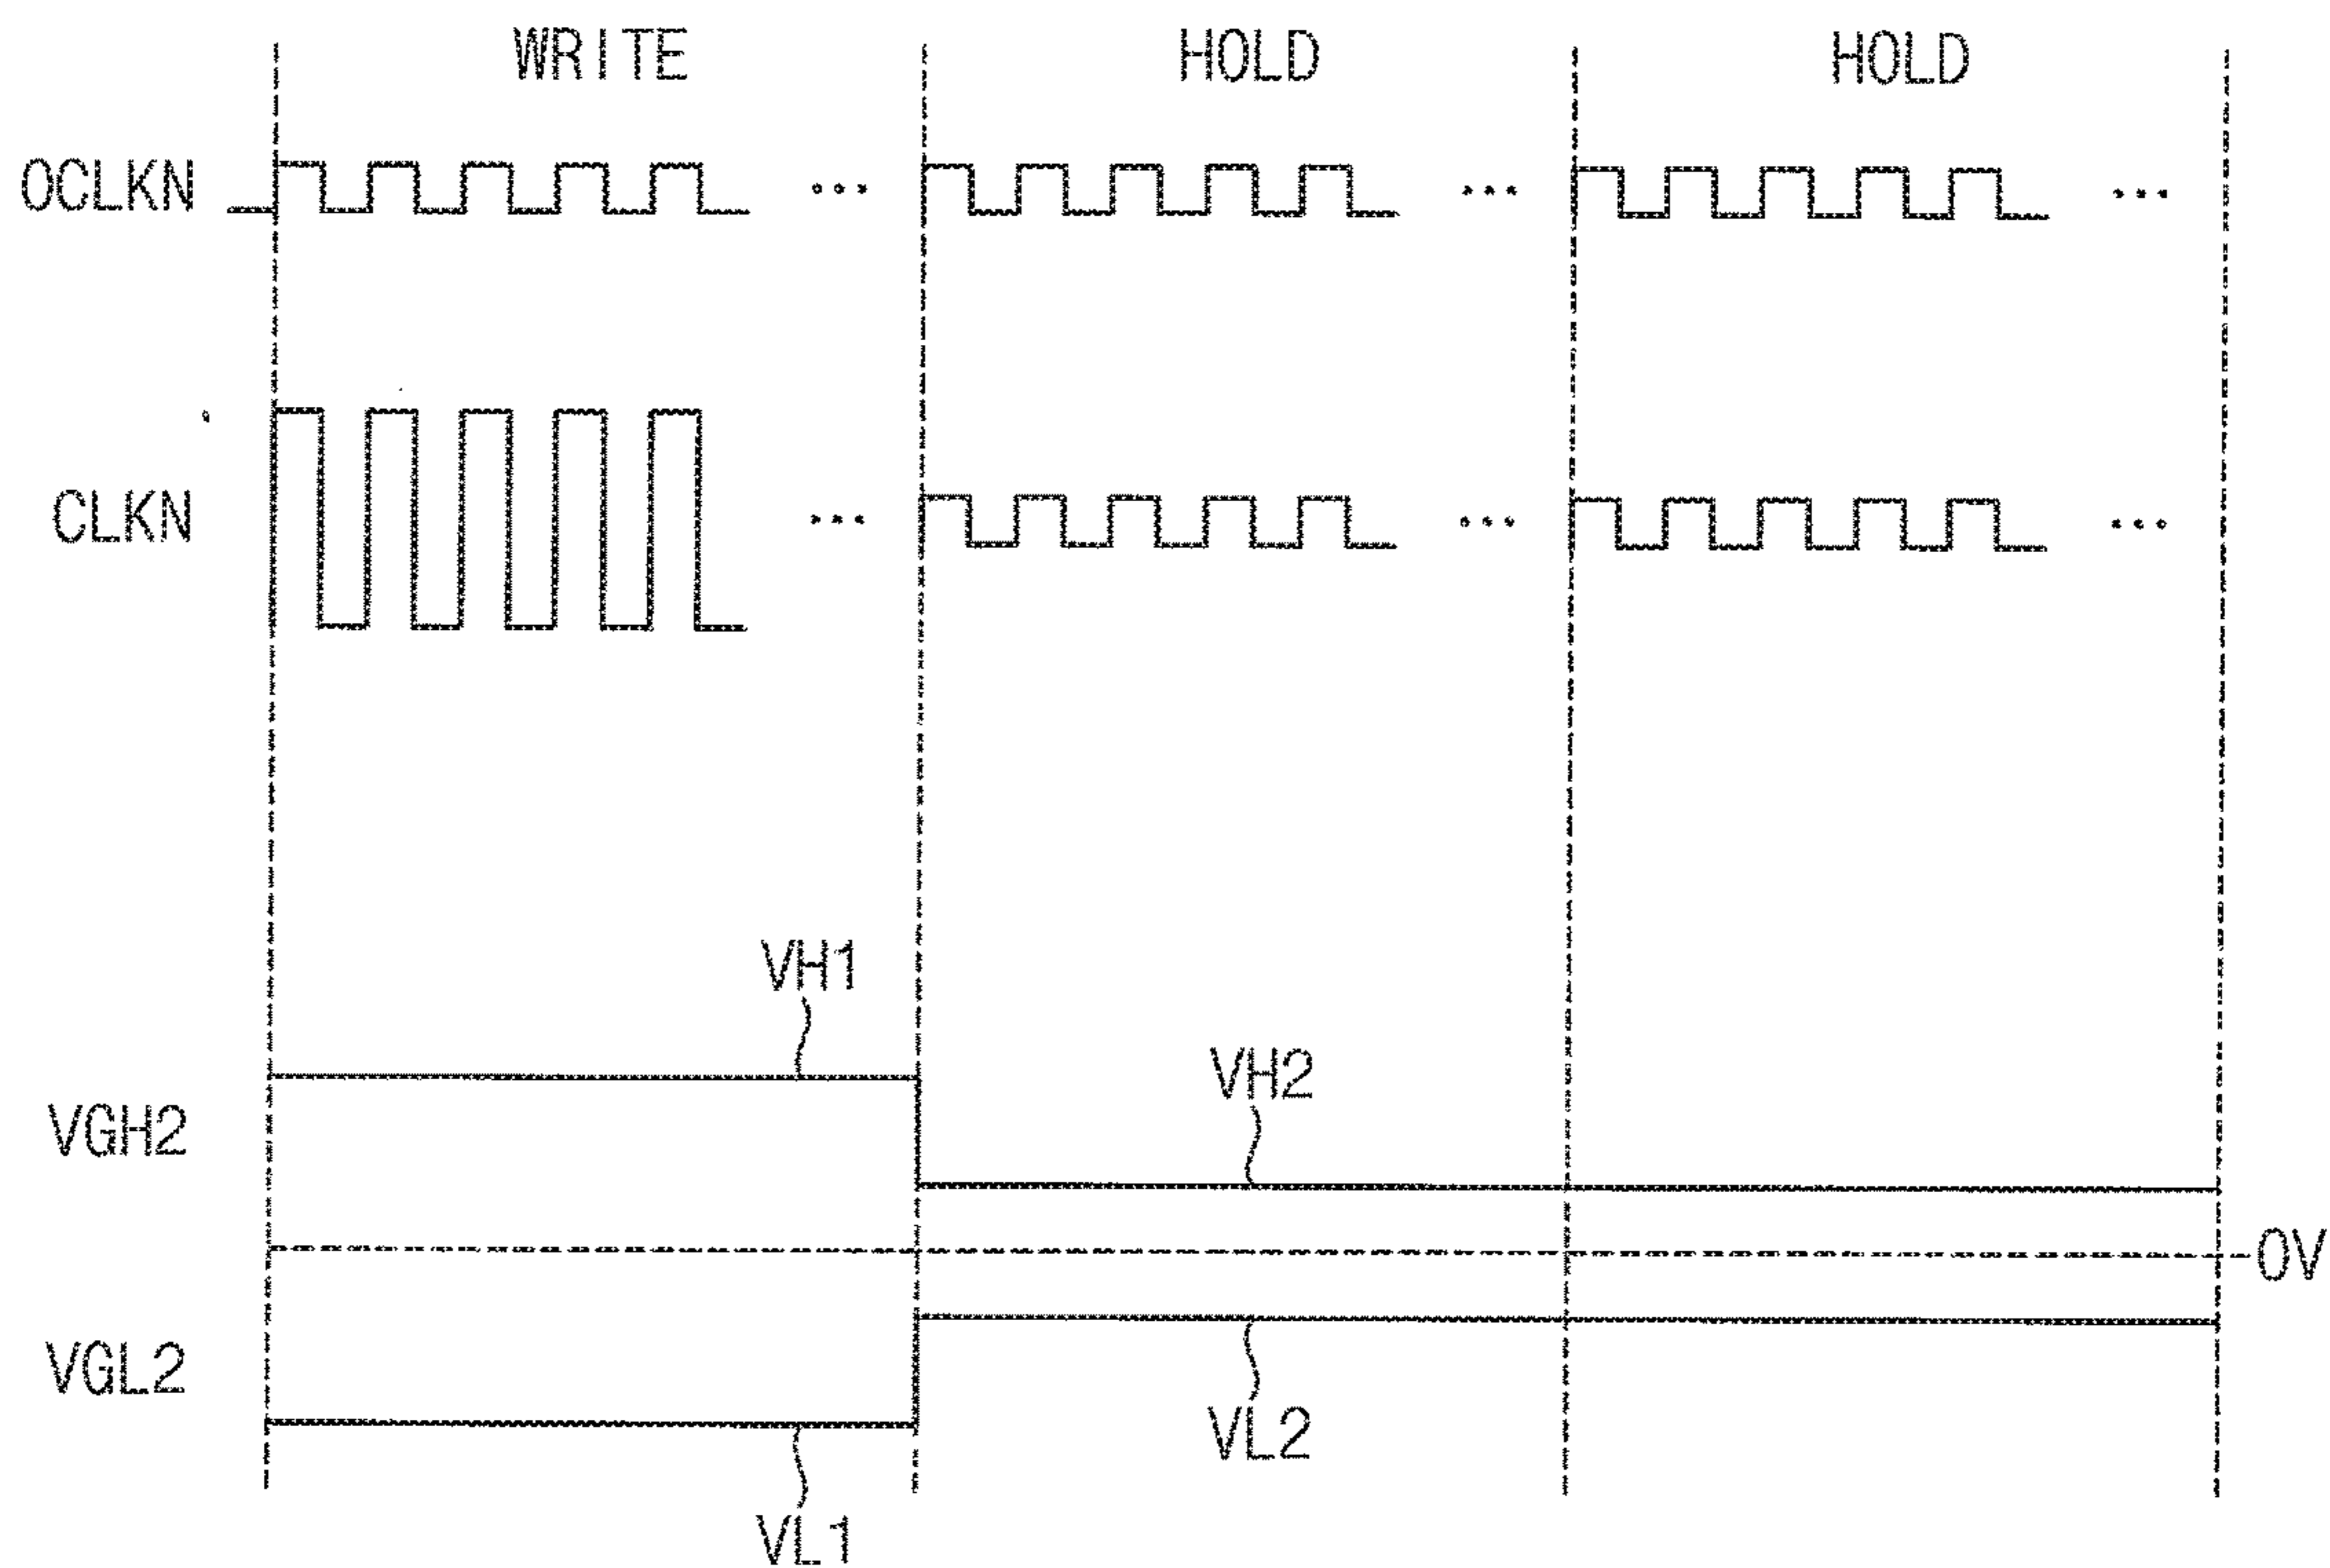 WRITE HOLD HOLD
OCLKN
CLKN
VH1
VH2
VGH2
0V
VGL2
VL2
VL1